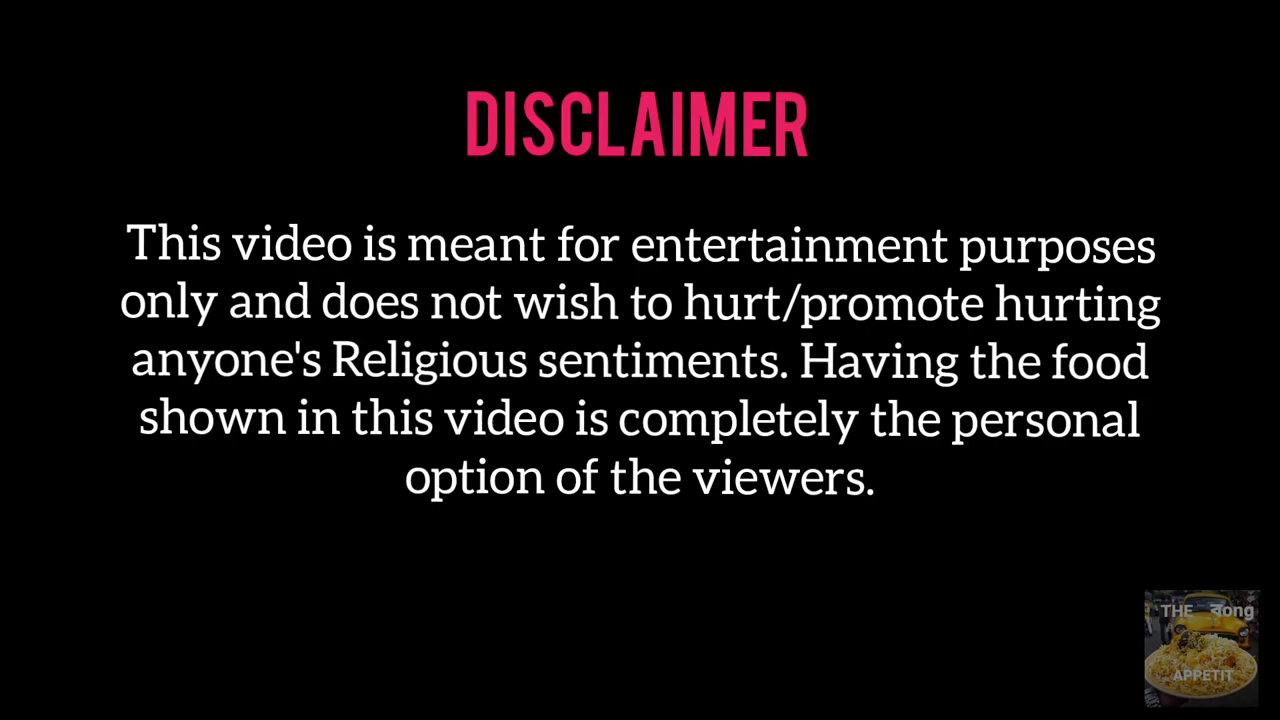 DISCLAIMER
This video is meant for entertainment purposes
only and does not wish to hurt/promote hurting
anyone's Religious sentiments. Having the food
shown in this video is completely the personal
option of the viewers.
THE বong
APPETIT